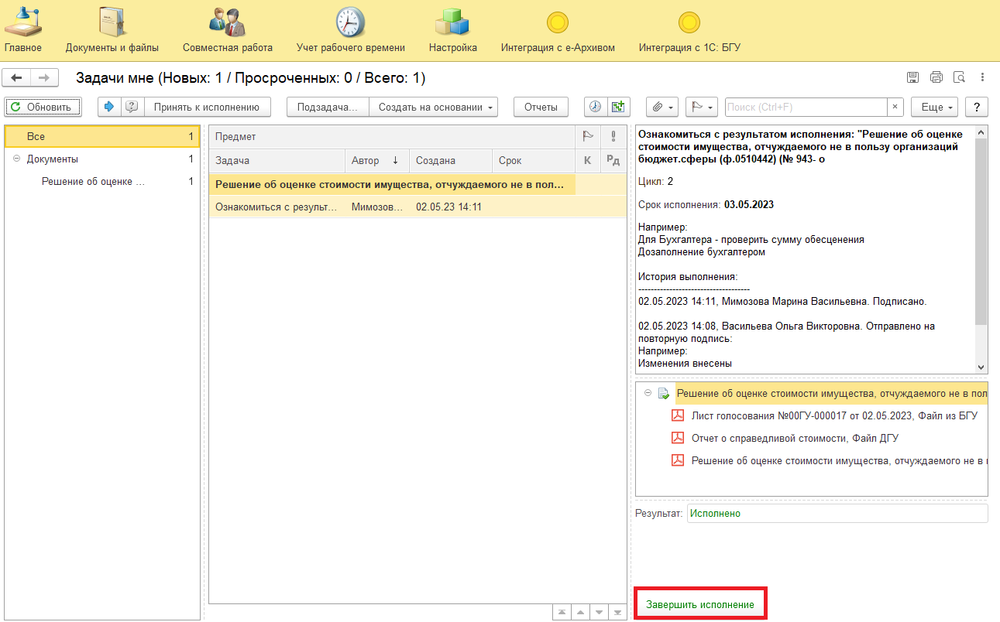 Главное
Документы и файлы
Совместная работа
Учет рабочего времени
Настройка
Интеграция с е-Архивом
Интеграция с 1С: БГУ
Задачи мне (Новых: 1 / Просроченных: 0 / Всего: 1)
Обновить
Принять к исполнению
Подзадача...
Создать на основании
Отчеты
Поиск (Ctrl+F)
×
Еще
?
Все 1
Документы 1
Решение об оценке ... 1
Предмет
Задача Автор ↓ Создана Срок К Рд
Решение об оценке стоимости имущества, отчуждаемого не в пол...
Ознакомиться с результ... Мимозов... 02.05.23 14:11
Ознакомиться с результатом исполнения: "Решение об оценке
стоимости имущества, отчуждаемого не в пользу организаций
бюджет.сферы (ф.0510442) (№ 943- о
Цикл: 2
Срок исполнения: 03.05.2023
Например:
Для Бухгалтера - проверить сумму обесценения
Дозаполнение бухгалтером
История выполнения:
------------------------------------
02.05.2023 14:11, Мимозова Марина Васильевна. Подписано.
02.05.2023 14:08, Васильева Ольга Викторовна. Отправлено на
повторную подпись:
Например:
Изменения внесены
Решение об оценке стоимости имущества, отчуждаемого не в пол
Лист голосования №00ГУ-000017 от 02.05.2023, Файл из БГУ
Отчет о справедливой стоимости, Файл ДГУ
Решение об оценке стоимости имущества, отчуждаемого не в
Результат: Исполнено
Завершить исполнение